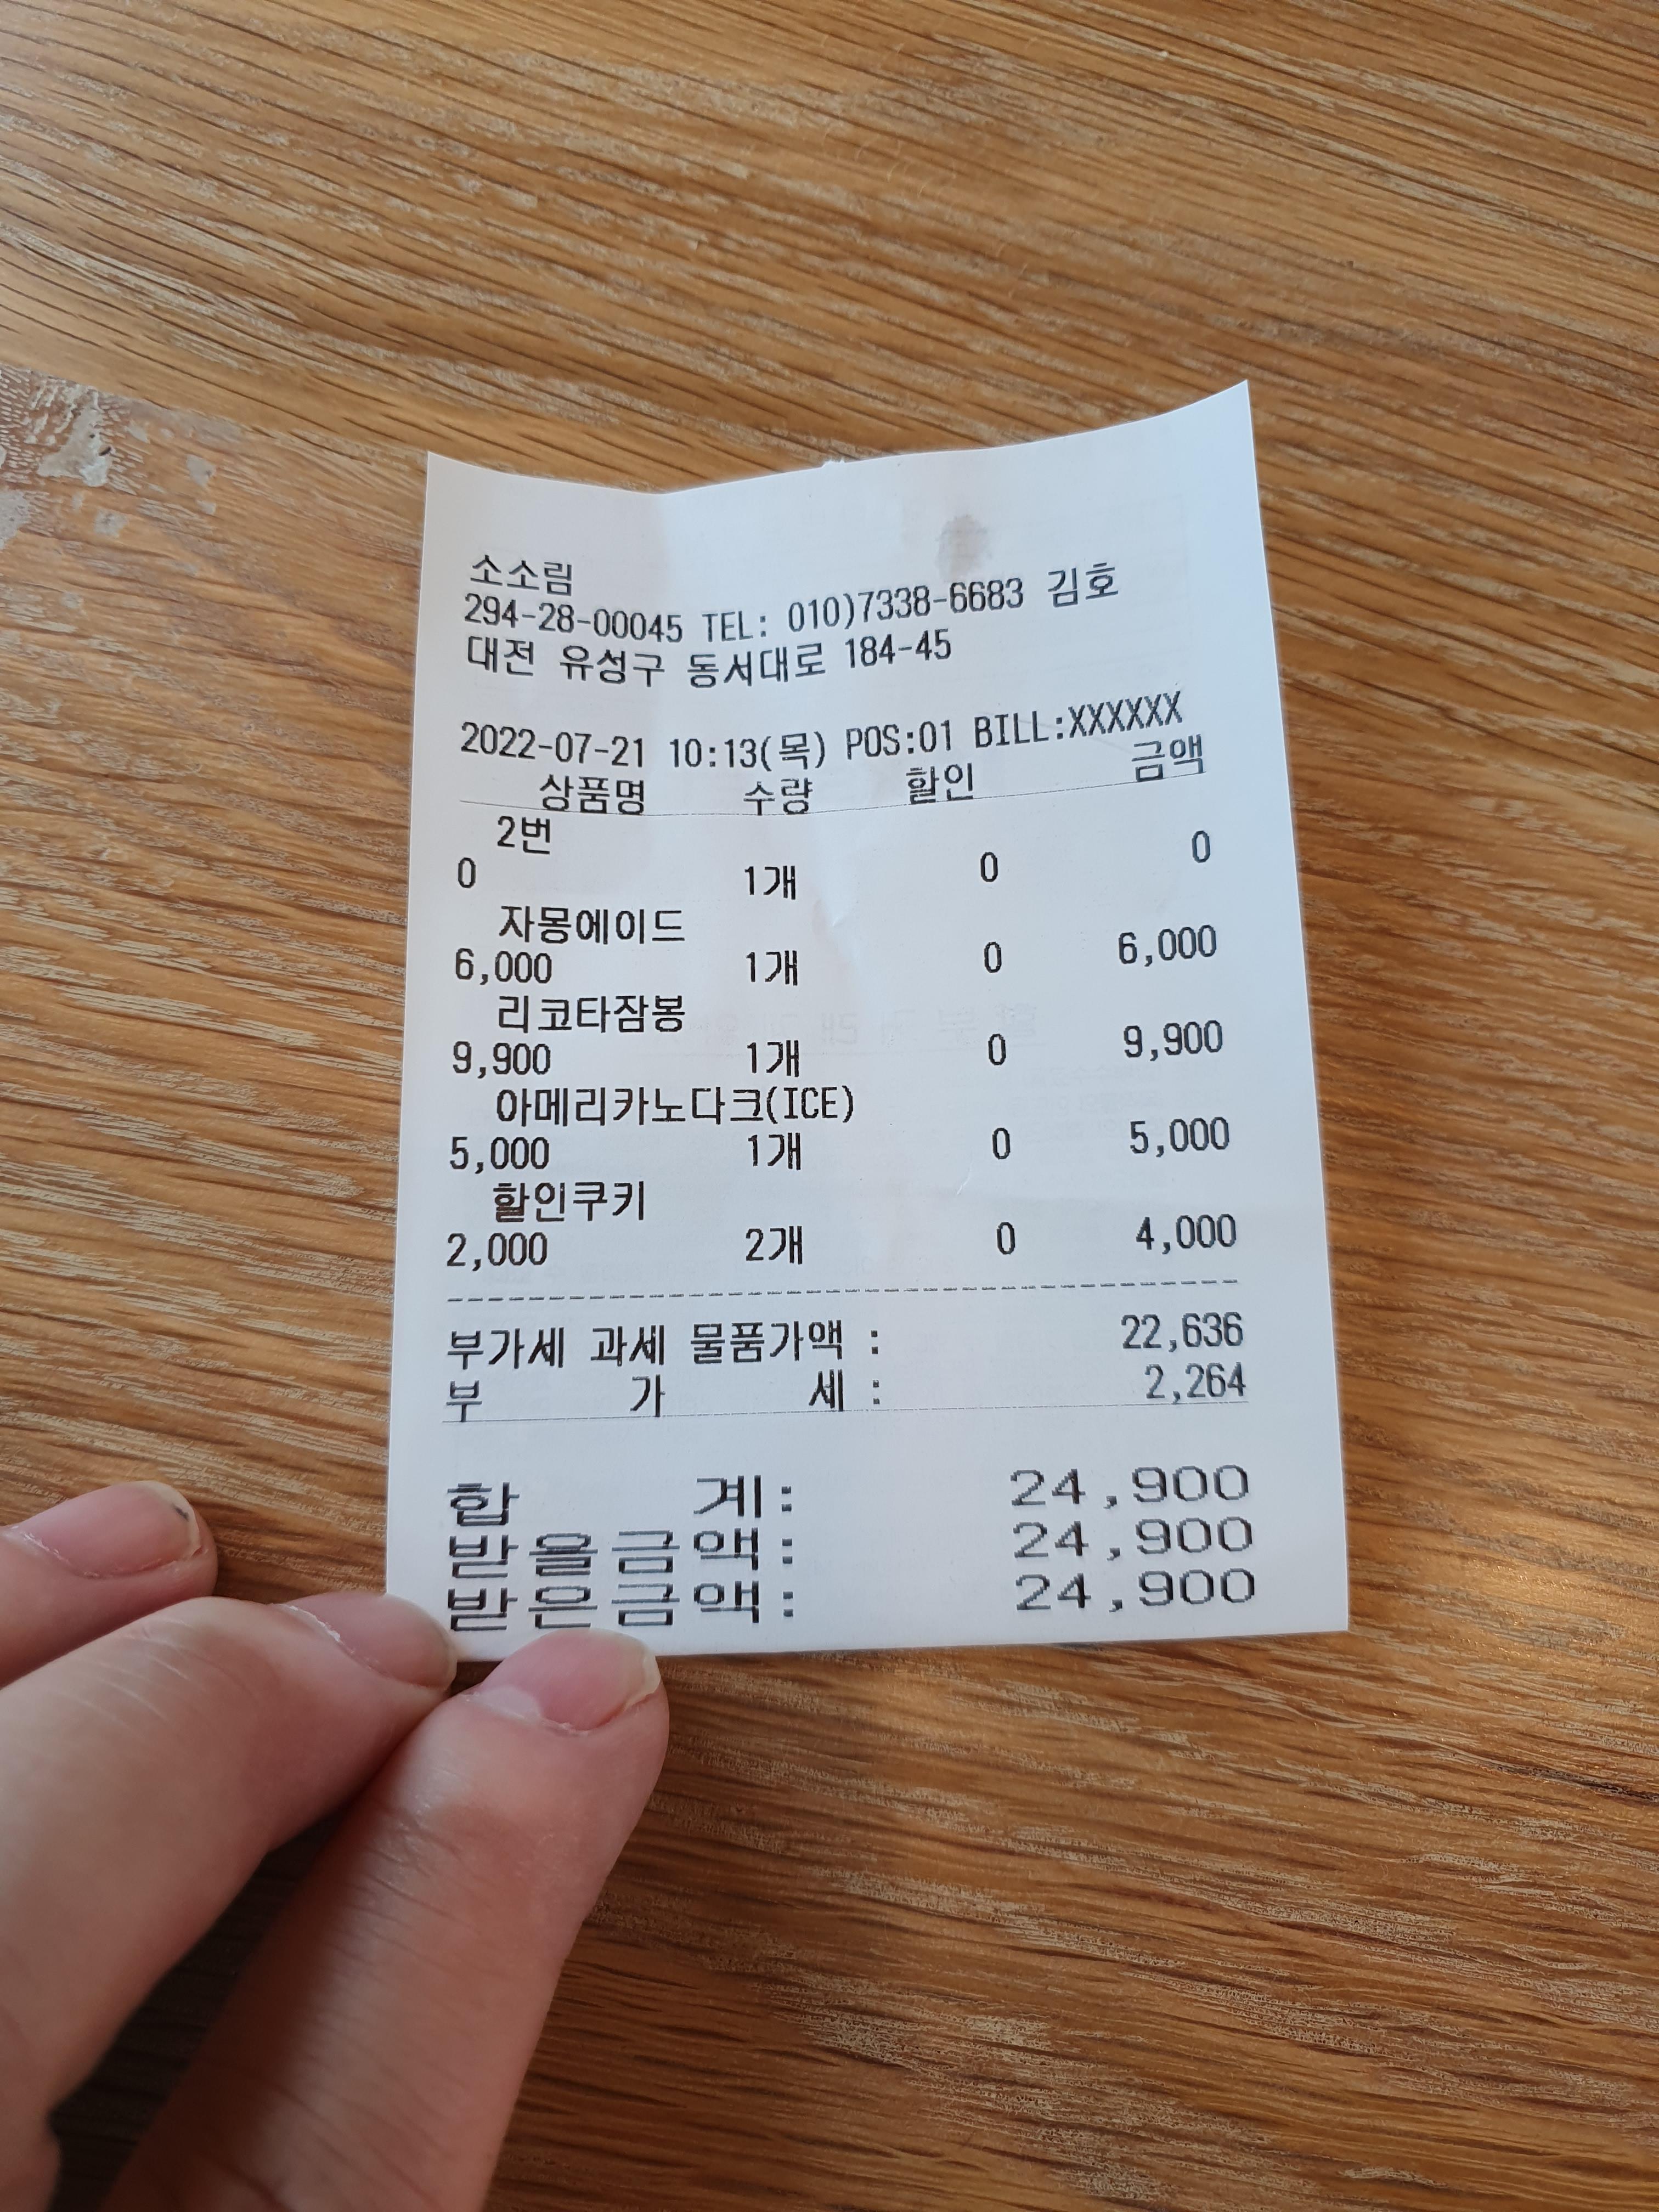 소소림
294-28-00045 TEL: 010)7338-6683 김호
대전 유성구 동서대로 184-45
2022-07-21 10:13(목) POS:01 BILL:XXXXXX
상품명 수량 할인 금액
2번
0 1개 0 0
자몽에이드
6,000 1개 0 6,000
리코타잠봉
9,900 1개 0 9,900
아메리카노다크(ICE)
5,000 1개 0 5,000
할인쿠키
2,000 2개 0 4,000
부가세 과세 물품가액 : 22,636
부 가 세 : 2,264
합 계: 24,900
받을금액: 24,900
받은금액: 24,900